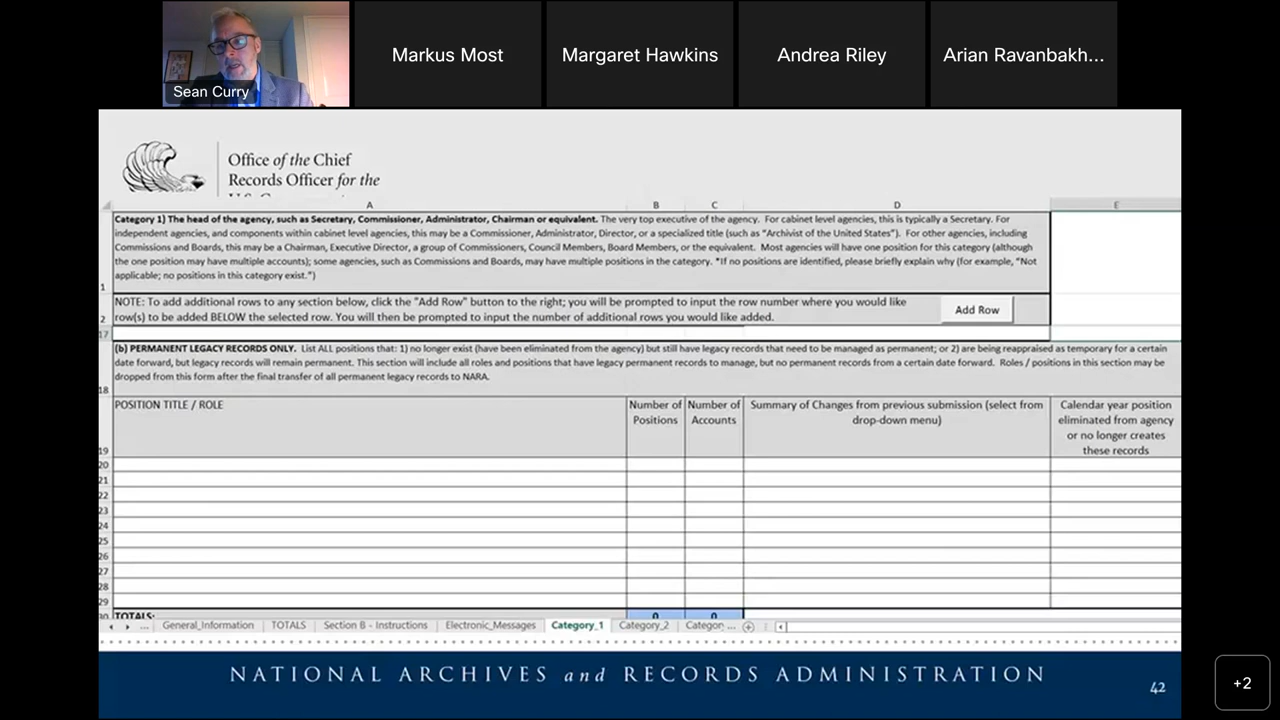 Sean Curry
Markus Most
Margaret Hawkins
Andrea Riley
Arian Ravanbakh...
Office of the Chief
Records Officer for the
A B C D E
Category 1) The head of the agency, such as Secretary, Commissioner, Administrator, Chairman or equivalent. The very top executive of the agency. For cabinet level agencies, this is typically a Secretary. For
independent agencies, and components within cabinet level agencies, this may be a Commissioner, Administrator, Director, or a specialized title (such as "Archivist of the United States"). For other agencies, including
Commissions and Boards, this may be a Chairman, Executive Director, a group of Commissioners, Council Members, Board Members, or the equivalent. Most agencies will have one position for this category (although
the one position may have multiple accounts); some agencies, such as Commissions and Boards, may have multiple positions in the category. *If no positions are identified, please briefly explain why (for example, "Not
applicable; no positions in this category exist.")
1
NOTE: To add additional rows to any section below, click the "Add Row" button to the right; you will be prompted to input the row number where you would like
row(s) to be added BELOW the selected row. You will then be prompted to input the number of additional rows you would like added.
Add Row
2
17
(b) PERMANENT LEGACY RECORDS ONLY. List ALL positions that: 1) no longer exist (have been eliminated from the agency) but still have legacy records that need to be managed as permanent; or 2) are being reappraised as temporary for a certain
date forward, but legacy records will remain permanent. This section will include all roles and positions that have legacy permanent records to manage, but no permanent records from a certain date forward. Roles / positions in this section may be
dropped from this form after the final transfer of all permanent legacy records to NARA.
18
POSITION TITLE / ROLE
Number of
Positions
Number of
Accounts
Summary of Changes from previous submission (select from
drop-down menu)
Calendar year position
eliminated from agency
or no longer creates
these records
19
20
21
22
23
24
25
26
27
28
29
30 TOTALS: 0 0
... General_Information TOTALS Section B - Instructions Electronic_Messages Category_1 Category_2 Categor ...
NATIONAL ARCHIVES and RECORDS ADMINISTRATION
42
+2